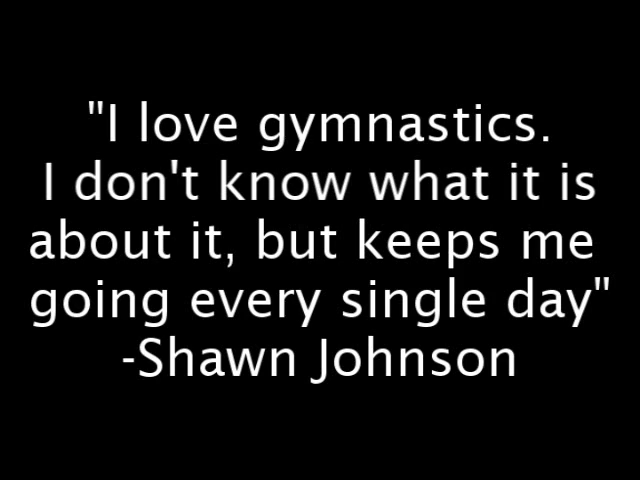 "I love gymnastics.
I don't know what it is
about it, but keeps me
going every single day"
-Shawn Johnson